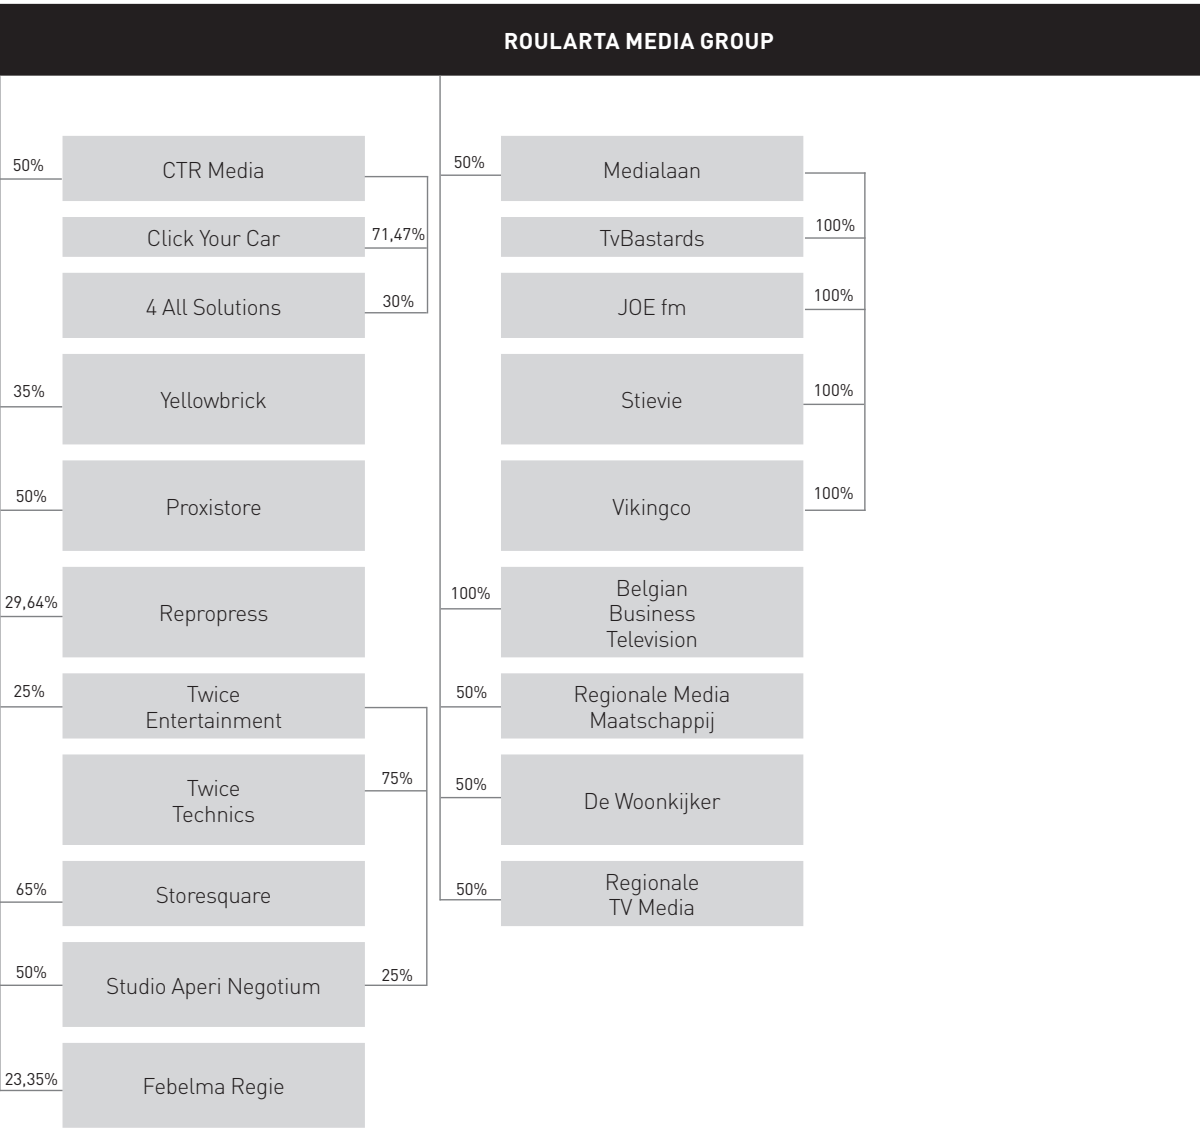 ROULARTA MEDIA GROUP
50%
CTR Media
Click Your Car
71,47%
4 All Solutions
30%
35%
Yellowbrick
50%
Proxistore
29,64%
Repropress
25%
Twice
Entertainment
Twice
Technics
75%
65%
Storesquare
50%
Studio Aperi Negotium
25%
23,35%
Febelma Regie
50%
Medialaan
TvBastards
100%
JOE fm
100%
Stievie
100%
Vikingco
100%
100%
Belgian
Business
Television
50%
Regionale Media
Maatschappij
50%
De Woonkijker
50%
Regionale
TV Media